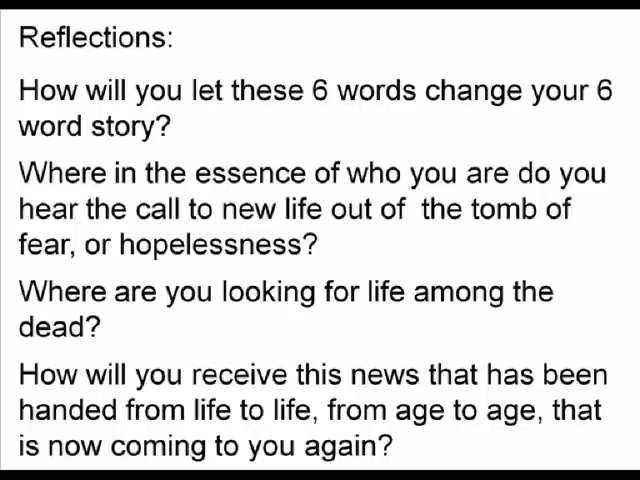 Reflections:
How will you let these 6 words change your 6
word story?
Where in the essence of who you are do you
hear the call to new life out of  the tomb of
fear, or hopelessness?
Where are you looking for life among the
dead?
How will you receive this news that has been
handed from life to life, from age to age, that
is now coming to you again?